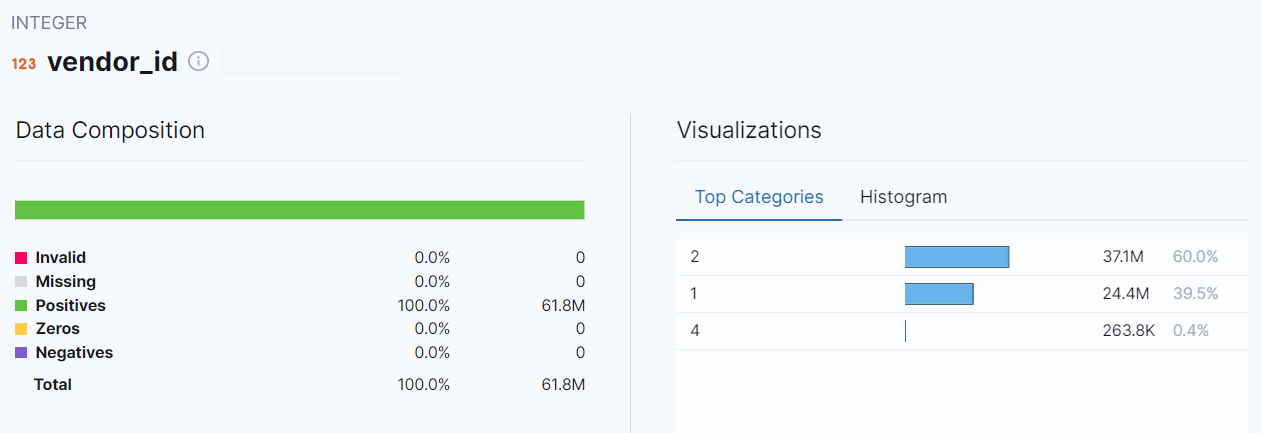 INTEGER
123 vendor_id
Data Composition
Invalid 0.0% 0
Missing 0.0% 0
Positives 100.0% 61.8M
Zeros 0.0% 0
Negatives 0.0% 0
Total 100.0% 61.8M
Visualizations
Top Categories Histogram
2 37.1M 60.0%
1 24.4M 39.5%
4 263.8K 0.4%